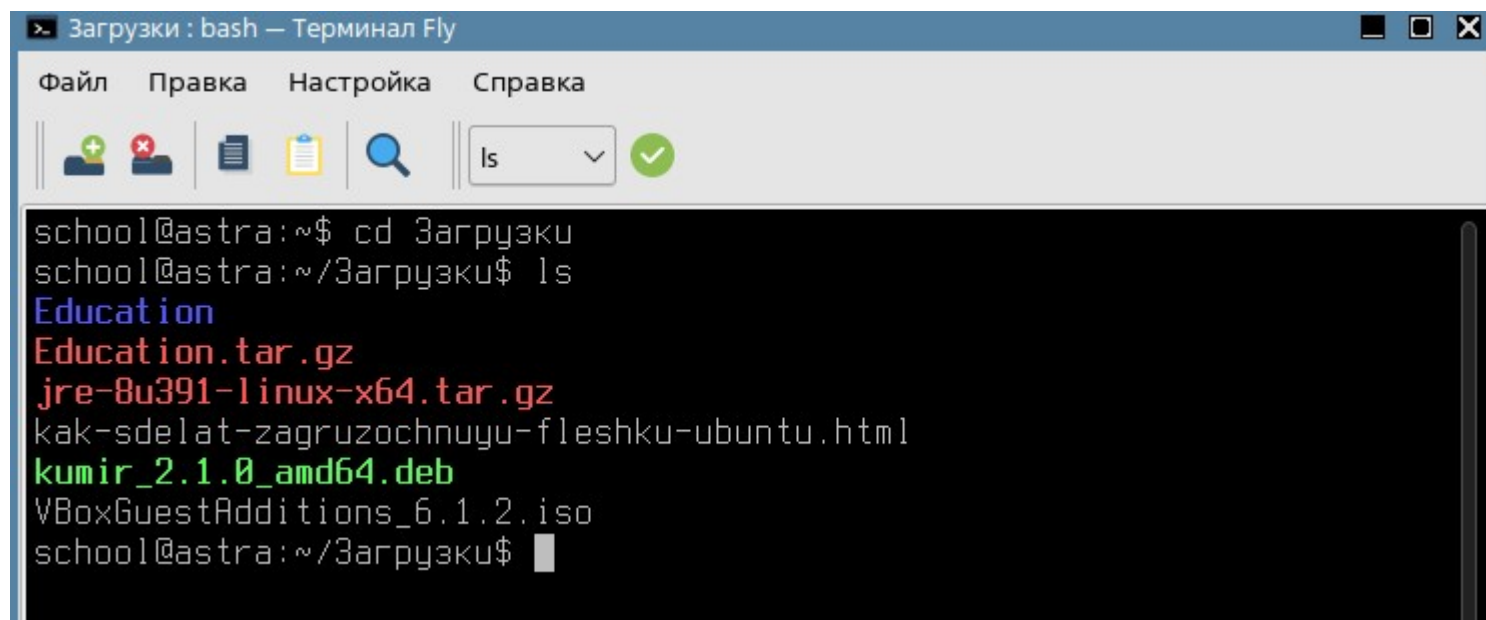 Загрузки : bash — Терминал Fly
Файл Правка Настройка Справка
ls
school@astra:~$ cd Загрузки
school@astra:~/Загрузки$ ls
Education
Education.tar.gz
jre-8u391-linux-x64.tar.gz
kak-sdelat-zagruzochnuyu-fleshku-ubuntu.html
kumir_2.1.0_amd64.deb
VBoxGuestAdditions_6.1.2.iso
school@astra:~/Загрузки$